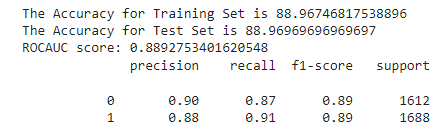 The Accuracy for Training Set is 88.96746817538896
The Accuracy for Test Set is 88.96969696969697
ROCAUC score: 0.8892753401620548
precision recall f1-score support
0 0.90 0.87 0.89 1612
1 0.88 0.91 0.89 1688